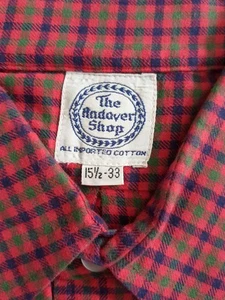 The
Andover
Shop
ALL IMPORTED COTTON
15½-33